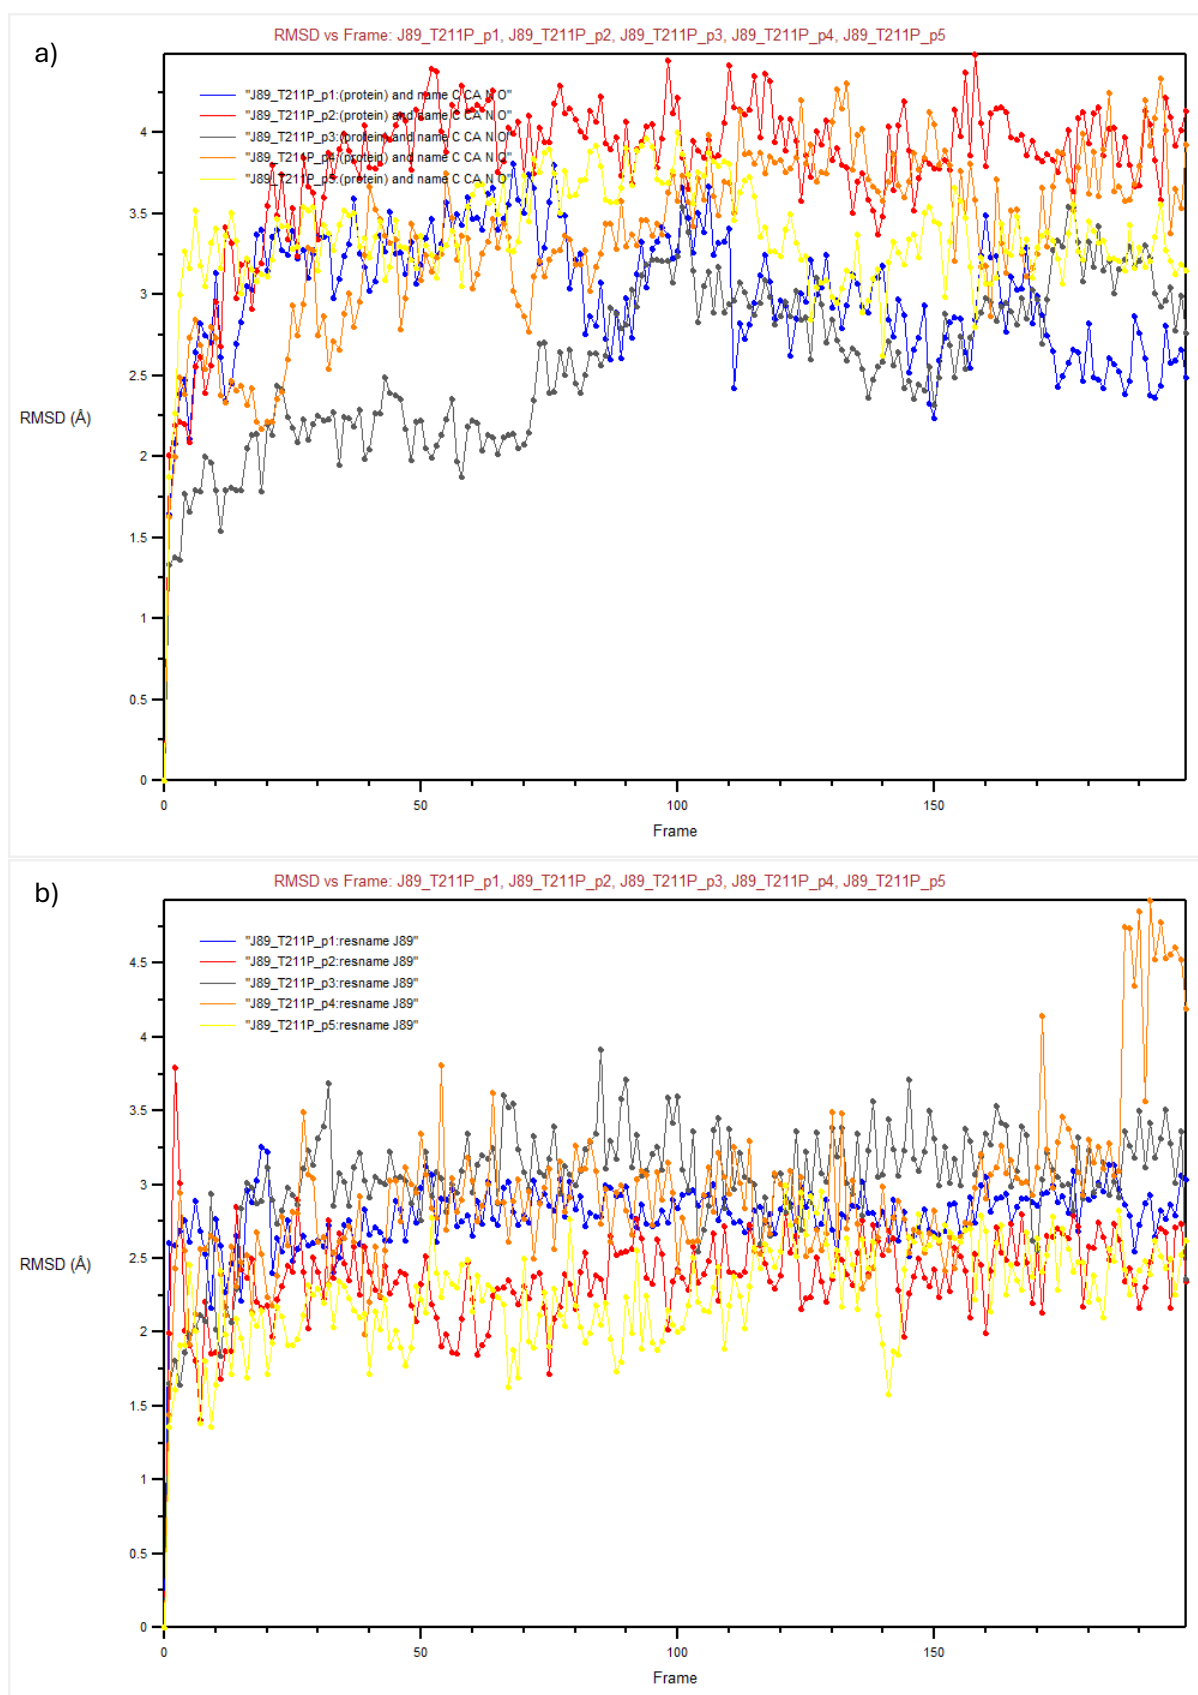 a)
RMSD vs Frame: J89_T211P_p1, J89_T211P_p2, J89_T211P_p3, J89_T211P_p4, J89_T211P_p5
"J89_T211P_p1:(protein) and name C CA N O"
"J89_T211P_p2:(protein) and name C CA N O"
"J89_T211P_p3:(protein) and name C CA N O"
"J89_T211P_p4:(protein) and name C CA N O"
"J89_T211P_p5:(protein) and name C CA N O"
4
3.5
3
2.5
RMSD (Å)
2
1.5
1
0.5
0
0 50 100 150
Frame
b)
RMSD vs Frame: J89_T211P_p1, J89_T211P_p2, J89_T211P_p3, J89_T211P_p4, J89_T211P_p5
"J89_T211P_p1:resname J89"
"J89_T211P_p2:resname J89"
"J89_T211P_p3:resname J89"
"J89_T211P_p4:resname J89"
"J89_T211P_p5:resname J89"
4.5
4
3.5
3
2.5
RMSD (Å)
2
1.5
1
0.5
0
0 50 100 150
Frame